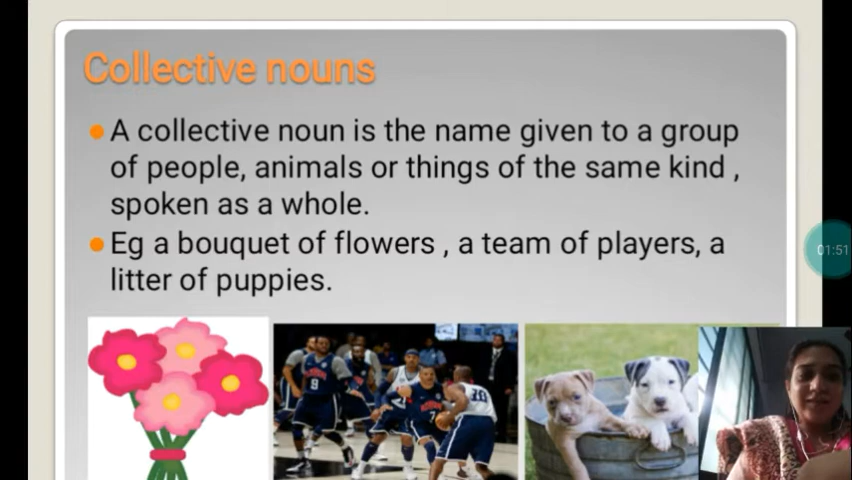 Collective nouns
A collective noun is the name given to a group
of people, animals or things of the same kind ,
spoken as a whole.
Eg a bouquet of flowers , a team of players, a
litter of puppies.
01:51
9